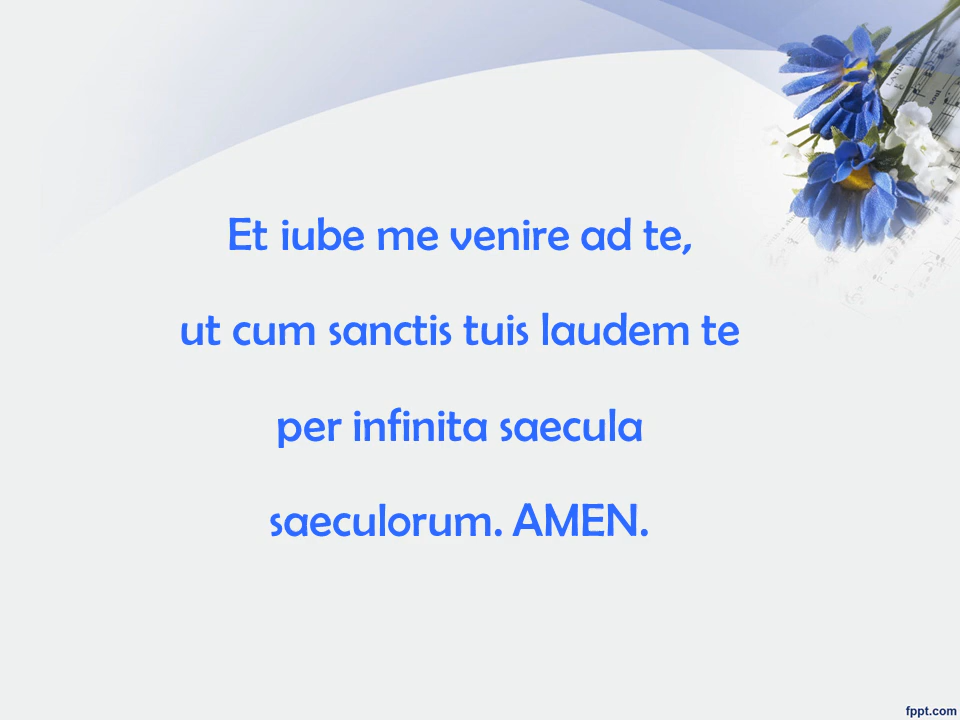 Et iube me venire ad te,
ut cum sanctis tuis laudem te
per infinita saecula
saeculorum. AMEN.
fppt.com